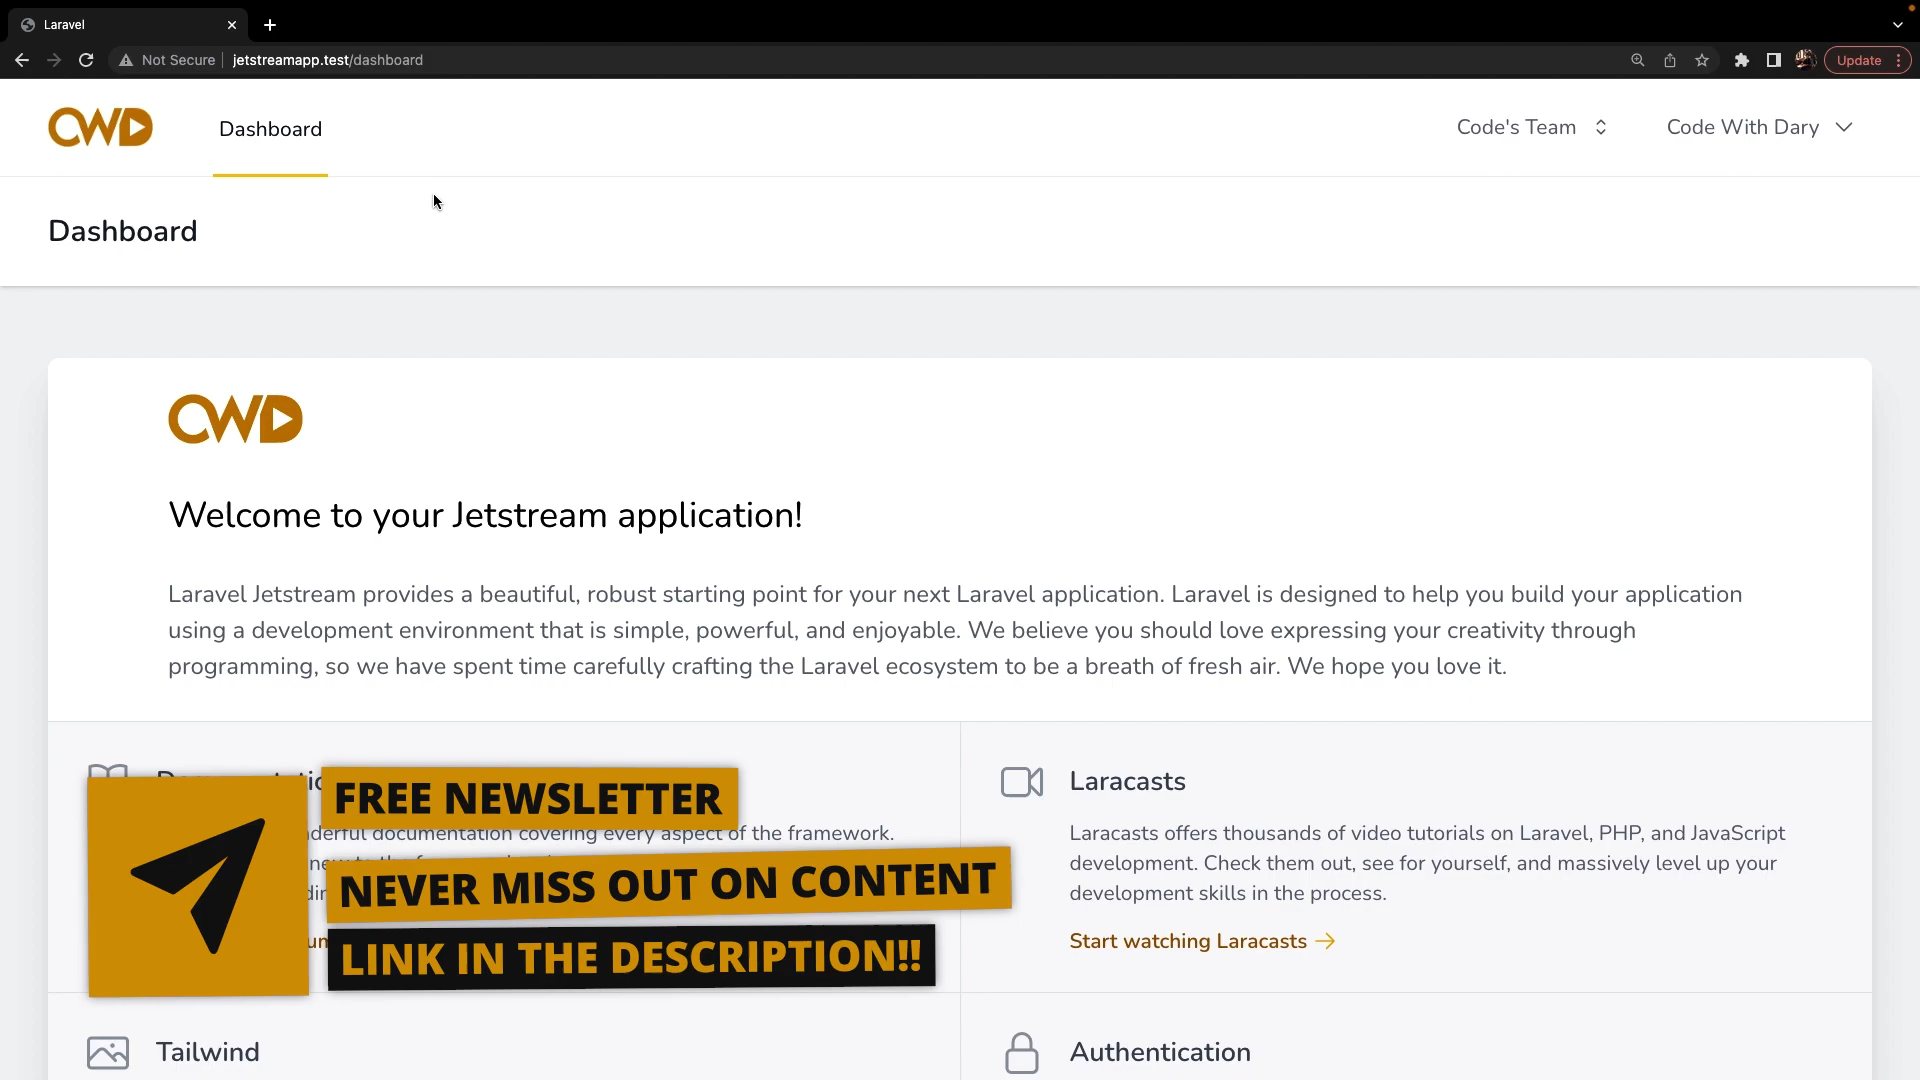 Laravel
Not Secure jetstreamapp.test/dashboard
Update
CWD
Dashboard
Code's Team
Code With Dary
Dashboard
CWD
Welcome to your Jetstream application!
Laravel Jetstream provides a beautiful, robust starting point for your next Laravel application. Laravel is designed to help you build your application
using a development environment that is simple, powerful, and enjoyable. We believe you should love expressing your creativity through
programming, so we have spent time carefully crafting the Laravel ecosystem to be a breath of fresh air. We hope you love it.
FREE NEWSLETTER
documentation covering every aspect of the framework.
NEVER MISS OUT ON CONTENT
LINK IN THE DESCRIPTION!!
Laracasts
Laracasts offers thousands of video tutorials on Laravel, PHP, and JavaScript
development. Check them out, see for yourself, and massively level up your
development skills in the process.
Start watching Laracasts
Tailwind
Authentication